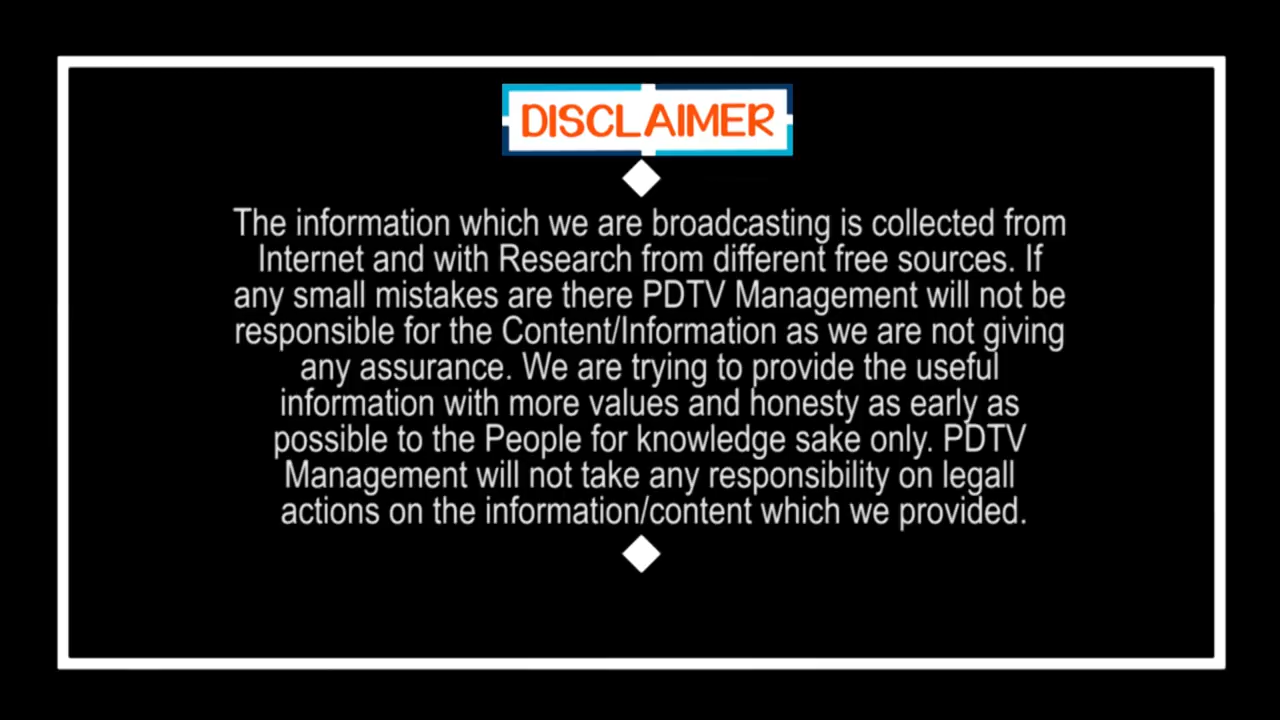 DISCLAIMER
The information which we are broadcasting is collected from
Internet and with Research from different free sources. If
any small mistakes are there PDTV Management will not be
responsible for the Content/Information as we are not giving
any assurance. We are trying to provide the useful
information with more values and honesty as early as
possible to the People for knowledge sake only. PDTV
Management will not take any responsibility on legall
actions on the information/content which we provided.